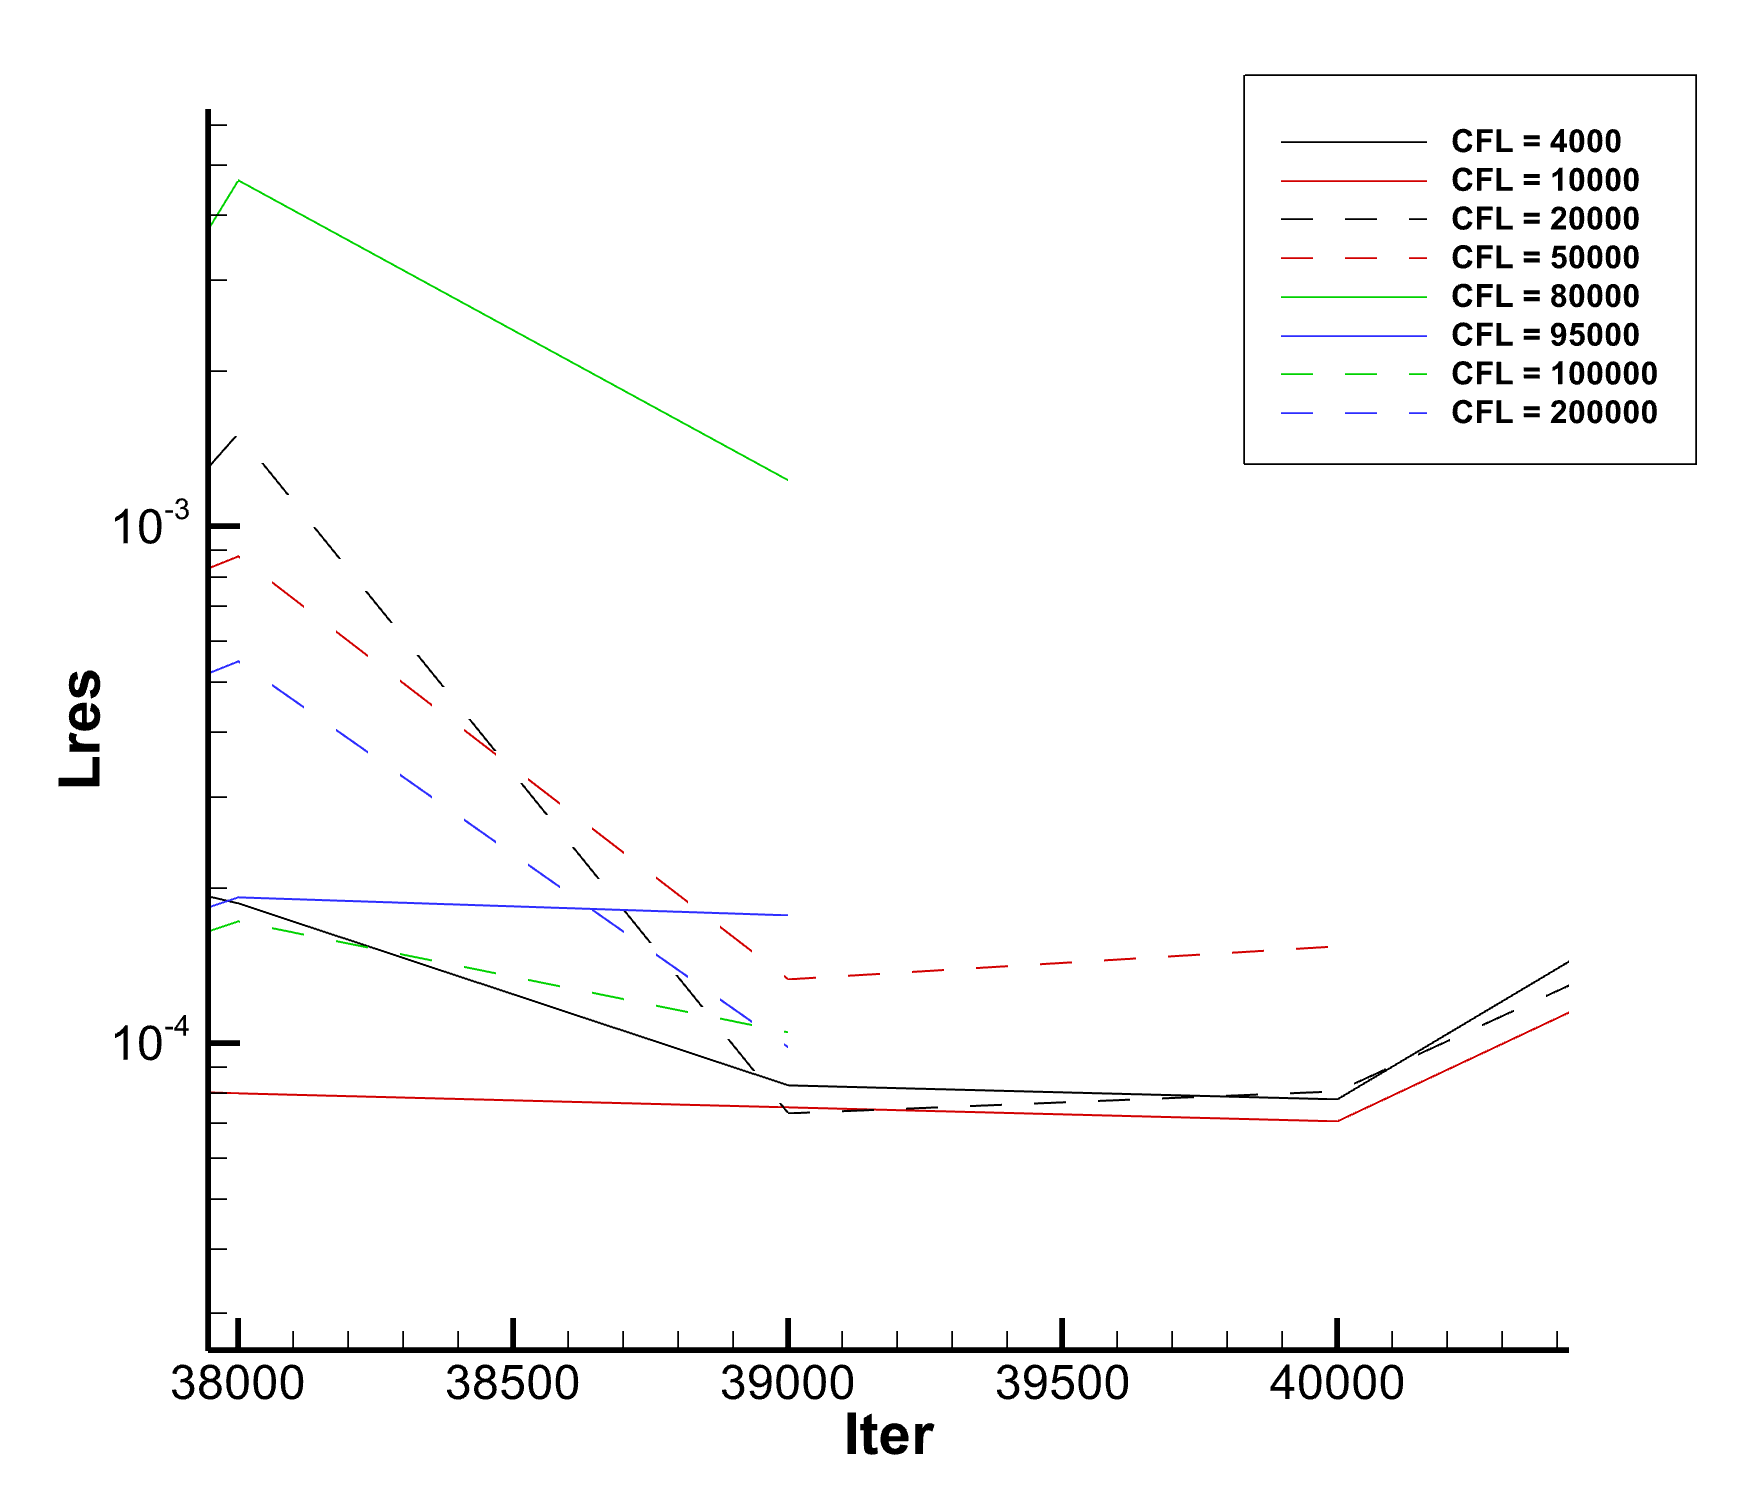 CFL = 4000
CFL = 10000
CFL = 20000
CFL = 50000
CFL = 80000
CFL = 95000
CFL = 100000
CFL = 200000
10⁻³
10⁻⁴
Lres
38000 38500 39000 39500 40000
Iter